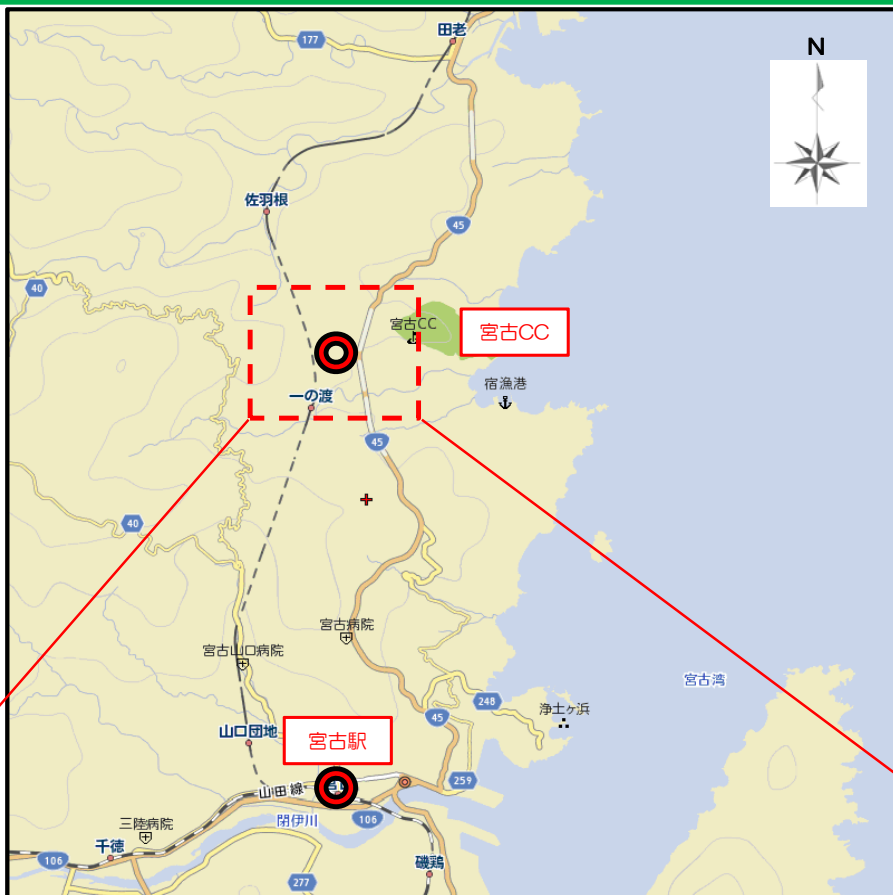 田老
177
N
佐羽根
45
40
宮古CC
宮古CC
宿漁港
一の渡
45
40
宮古病院
宮古山口病院
宮古湾
248
浄土ヶ浜
45
山口団地
宮古駅
259
山田線
106
三陸病院
閉伊川
千徳
106
磯鶏
277